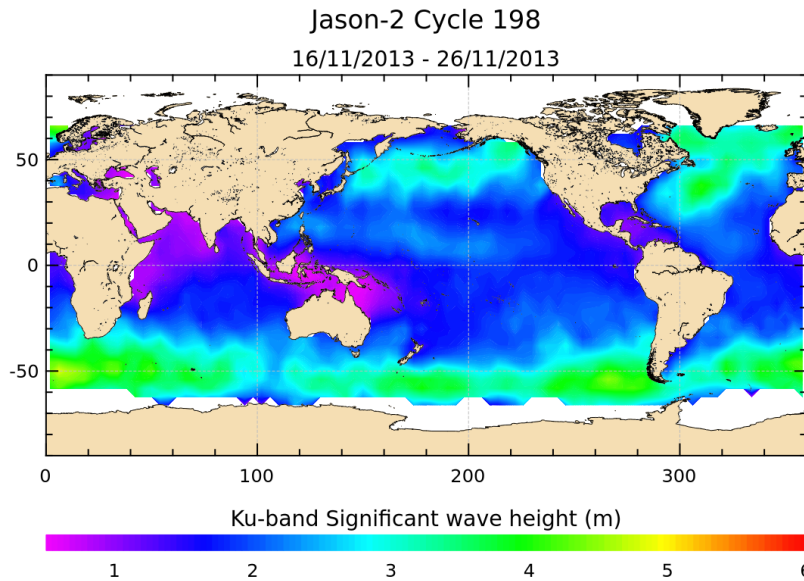 Jason-2 Cycle 198
16/11/2013 - 26/11/2013
50
0
-50
0 100 200 300
Ku-band Significant wave height (m)
1 2 3 4 5 6